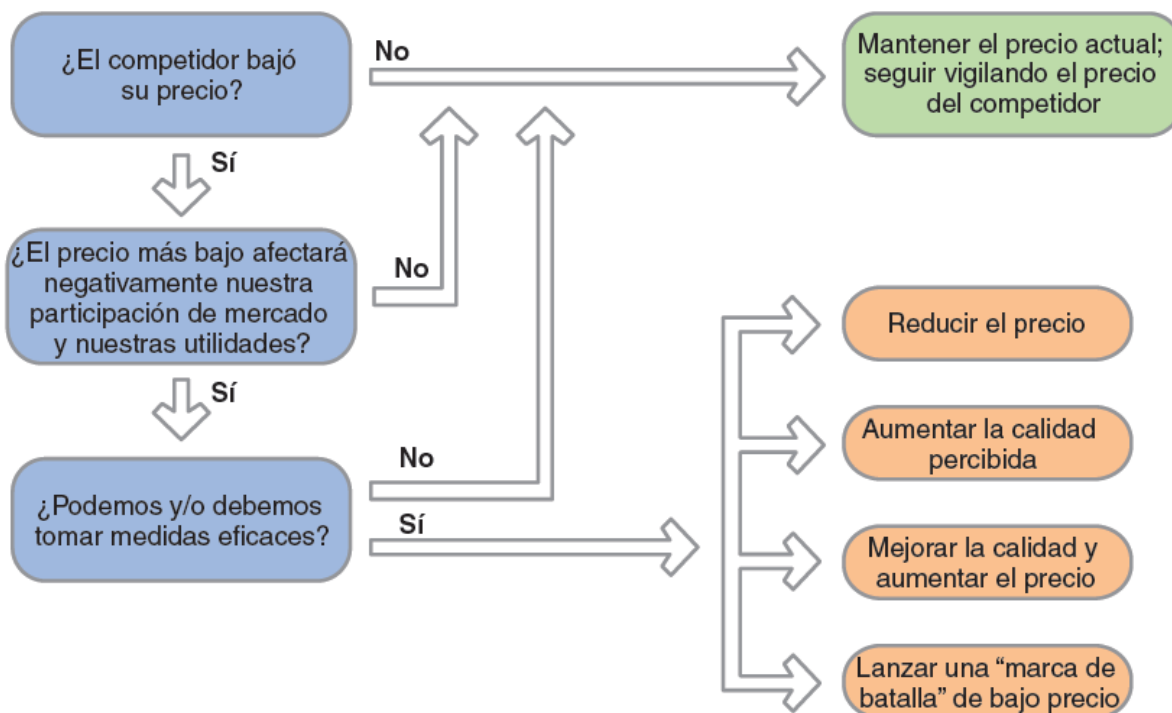 ¿El competidor bajó
su precio?
No
Mantener el precio actual;
seguir vigilando el precio
del competidor
Sí
¿El precio más bajo afectará
negativamente nuestra
participación de mercado
y nuestras utilidades?
No
Sí
¿Podemos y/o debemos
tomar medidas eficaces?
No
Sí
Reducir el precio
Aumentar la calidad
percibida
Mejorar la calidad y
aumentar el precio
Lanzar una “marca de
batalla” de bajo precio